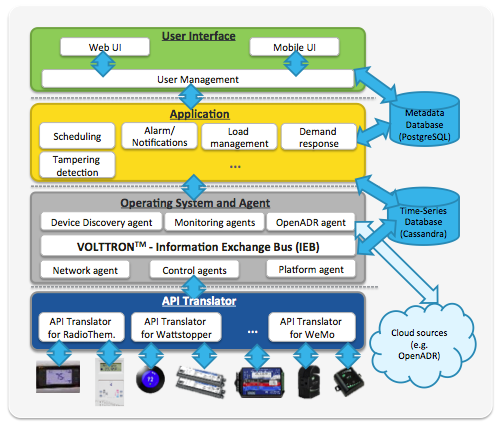 User Interface
Web UI
Mobile UI
User Management
Application
Scheduling
Alarm/
Notifications
Load
management
Demand
response
Tampering
detection
...
Metadata
Database
(PostgreSQL)
Operating System and Agent
Device Discovery agent
Monitoring agents
OpenADR agent
VOLTTRON™ - Information Exchange Bus (IEB)
Network agent
Control agents
Platform agent
Time-Series
Database
(Cassandra)
API Translator
API Translator
for RadioThem.
API Translator
for Wattstopper
...
API Translator
for WeMo
Cloud sources
(e.g.
OpenADR)